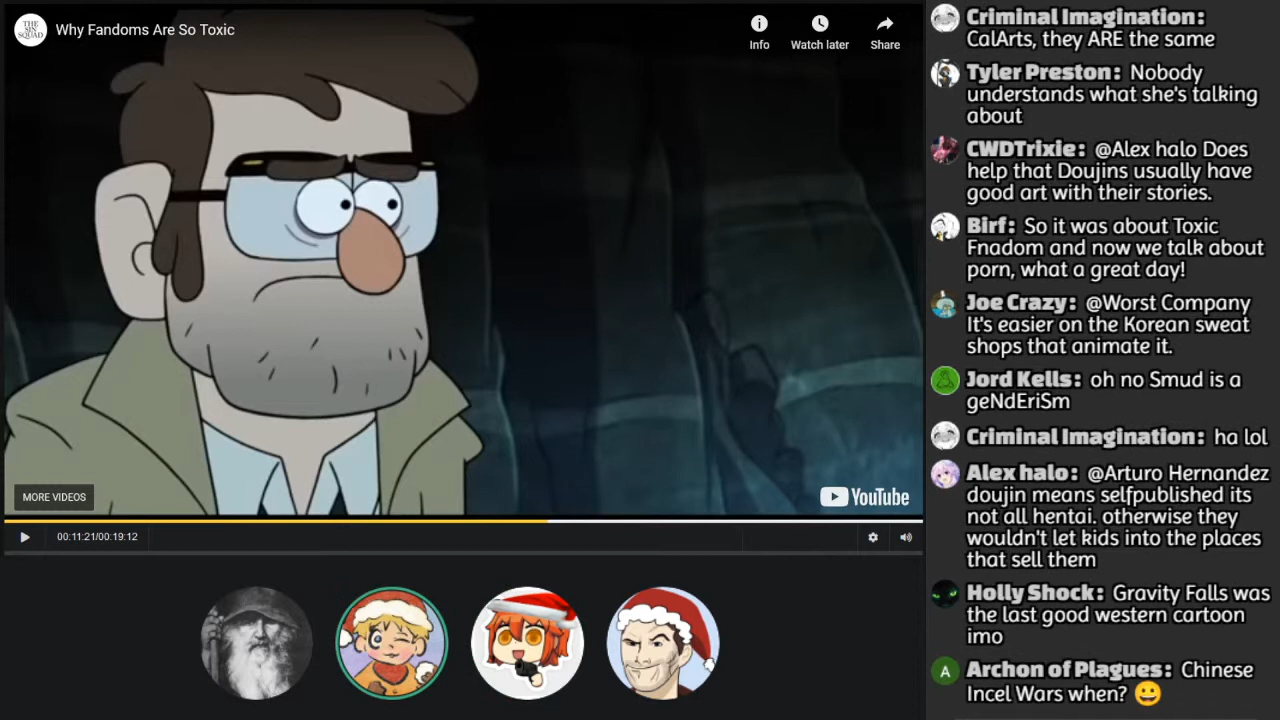 THE
SIN
SQUAD
Why Fandoms Are So Toxic
Info
Watch later
Share
MORE VIDEOS
YouTube
00:11:21/00:19:12
Criminal Imagination:
CalArts, they ARE the same
Tyler Preston: Nobody
understands what she's talking
about
CWDTrixie: @Alex halo Does
help that Doujins usually have
good art with their stories.
Birf: So it was about Toxic
Fnadom and now we talk about
porn, what a great day!
Joe Crazy: @Worst Company
It's easier on the Korean sweat
shops that animate it.
Jord Kells: oh no Smud is a
geNdEriSm
Criminal Imagination: ha lol
Alex halo: @Arturo Hernandez
doujin means selfpublished its
not all hentai. otherwise they
wouldn't let kids into the places
that sell them
Holly Shock: Gravity Falls was
the last good western cartoon
imo
A
Archon of Plagues: Chinese
Incel Wars when? 😀